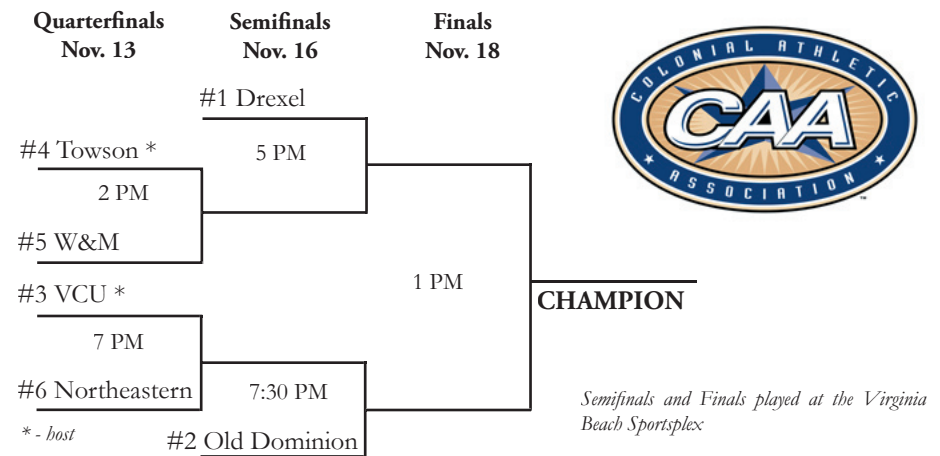 Quarterfinals
Nov. 13
Semifinals
Nov. 16
Finals
Nov. 18
#1 Drexel
#4 Towson *
5 PM
2 PM
#5 W&M
#3 VCU *
1 PM
CHAMPION
7 PM
#6 Northeastern
7:30 PM
* - host
#2 Old Dominion
COLONIAL ATHLETIC
CAA
ASSOCIATION
™
Semifinals and Finals played at the Virginia
Beach Sportsplex